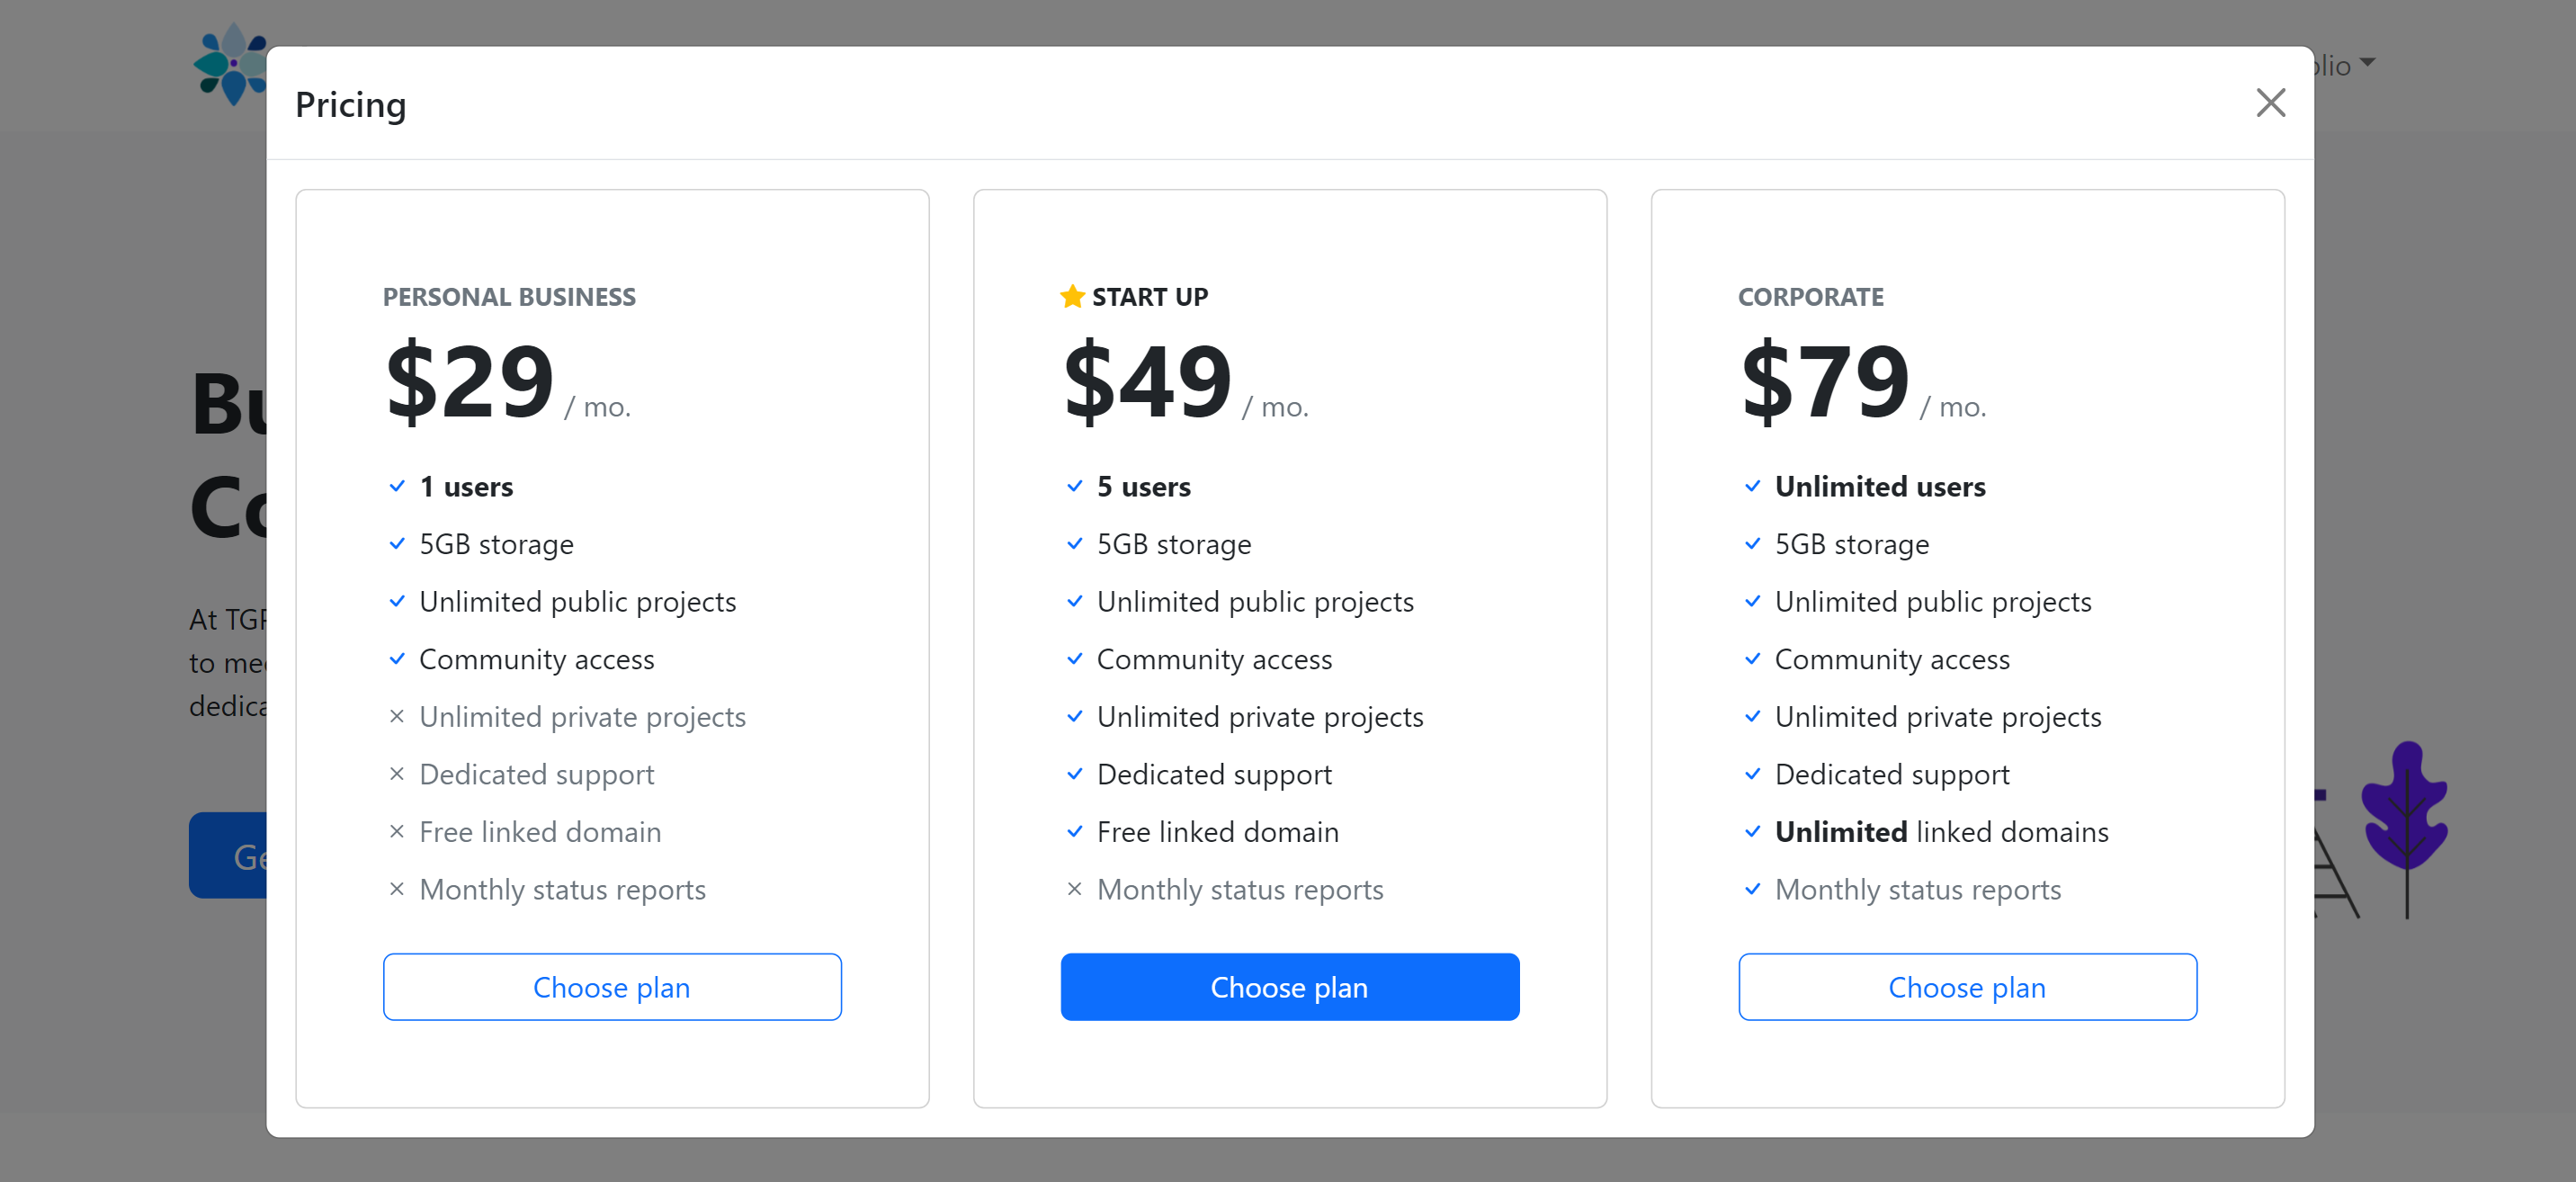 Pricing
PERSONAL BUSINESS
$29 / mo.
1 users
5GB storage
Unlimited public projects
Community access
Unlimited private projects
Dedicated support
Free linked domain
Monthly status reports
Choose plan
START UP
$49 / mo.
5 users
5GB storage
Unlimited public projects
Community access
Unlimited private projects
Dedicated support
Free linked domain
Monthly status reports
Choose plan
CORPORATE
$79 / mo.
Unlimited users
5GB storage
Unlimited public projects
Community access
Unlimited private projects
Dedicated support
Unlimited linked domains
Monthly status reports
Choose plan
At
to